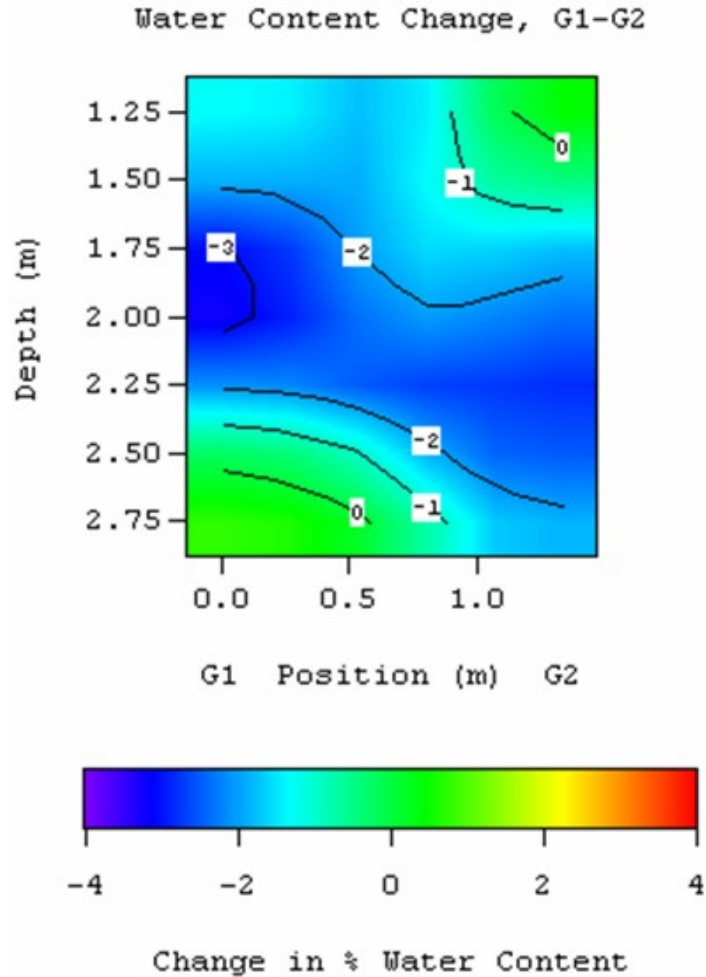 Water Content Change, G1-G2
1.25
0
1.50
-1
1.75
-3
-2
Depth (m)
2.00
2.25
-2
2.50
-1
0
2.75
0.0 0.5 1.0
G1 Position (m) G2
-4 -2 0 2 4
Change in % Water Content